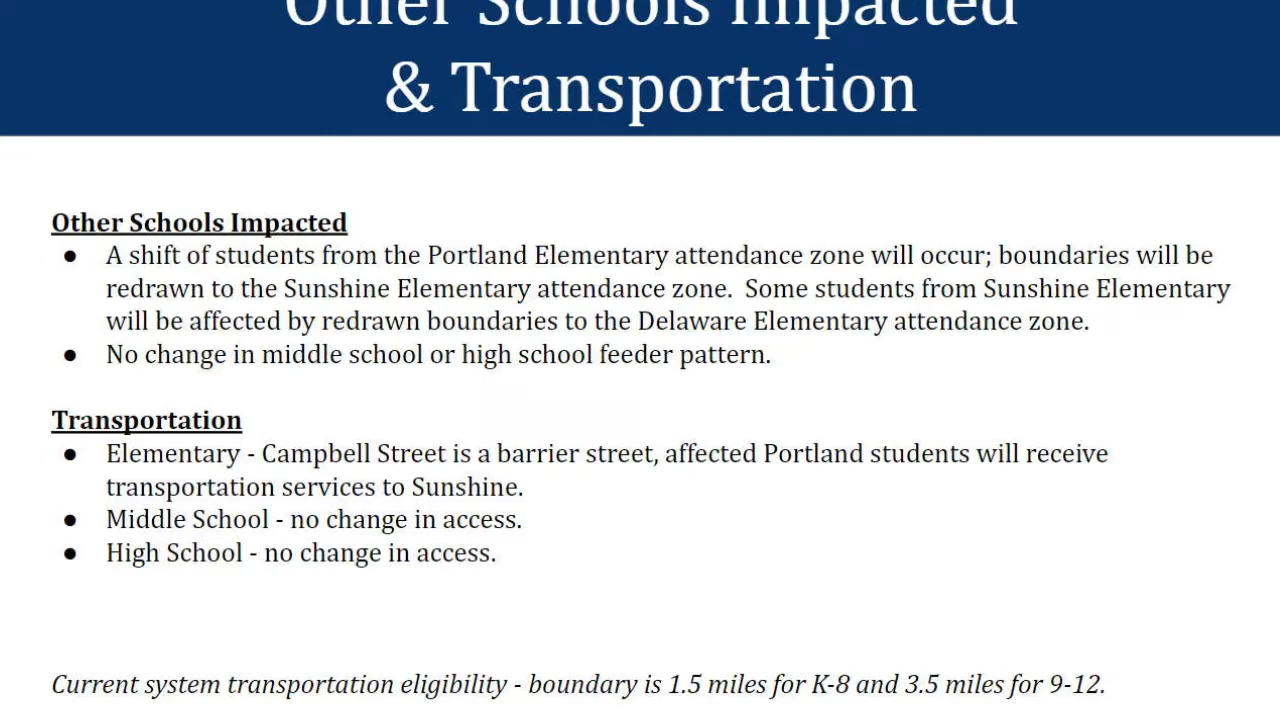 Other Schools Impacted
& Transportation
Other Schools Impacted
● A shift of students from the Portland Elementary attendance zone will occur; boundaries will be
redrawn to the Sunshine Elementary attendance zone.  Some students from Sunshine Elementary
will be affected by redrawn boundaries to the Delaware Elementary attendance zone.
● No change in middle school or high school feeder pattern.
Transportation
● Elementary - Campbell Street is a barrier street, affected Portland students will receive
transportation services to Sunshine.
● Middle School - no change in access.
● High School - no change in access.
Current system transportation eligibility - boundary is 1.5 miles for K-8 and 3.5 miles for 9-12.